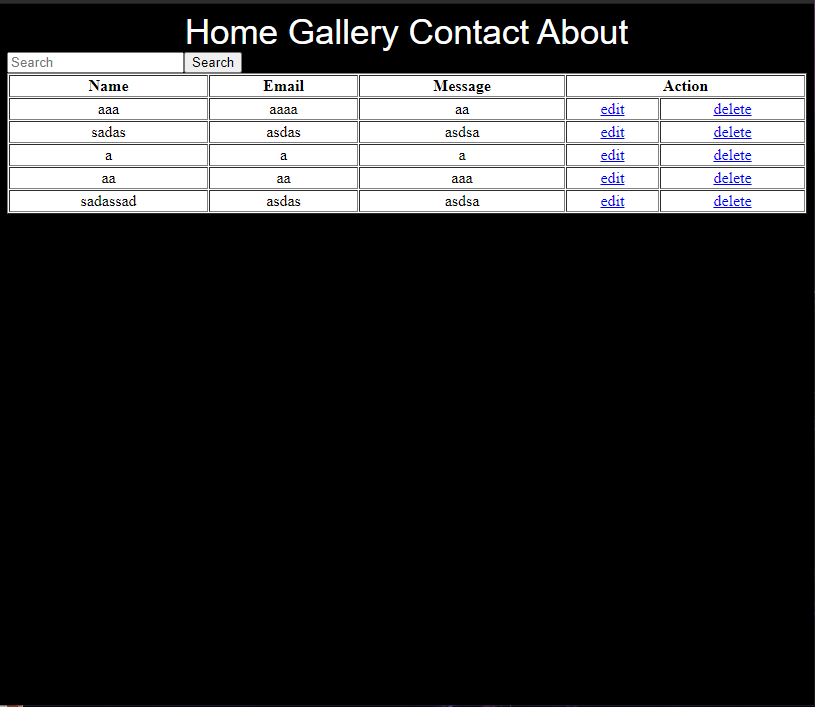 Home Gallery Contact About
Search Search
Name Email Message Action
aaa aaaa aa edit delete
sadas asdas asdsa edit delete
a a a edit delete
aa aa aaa edit delete
sadassad asdas asdsa edit delete